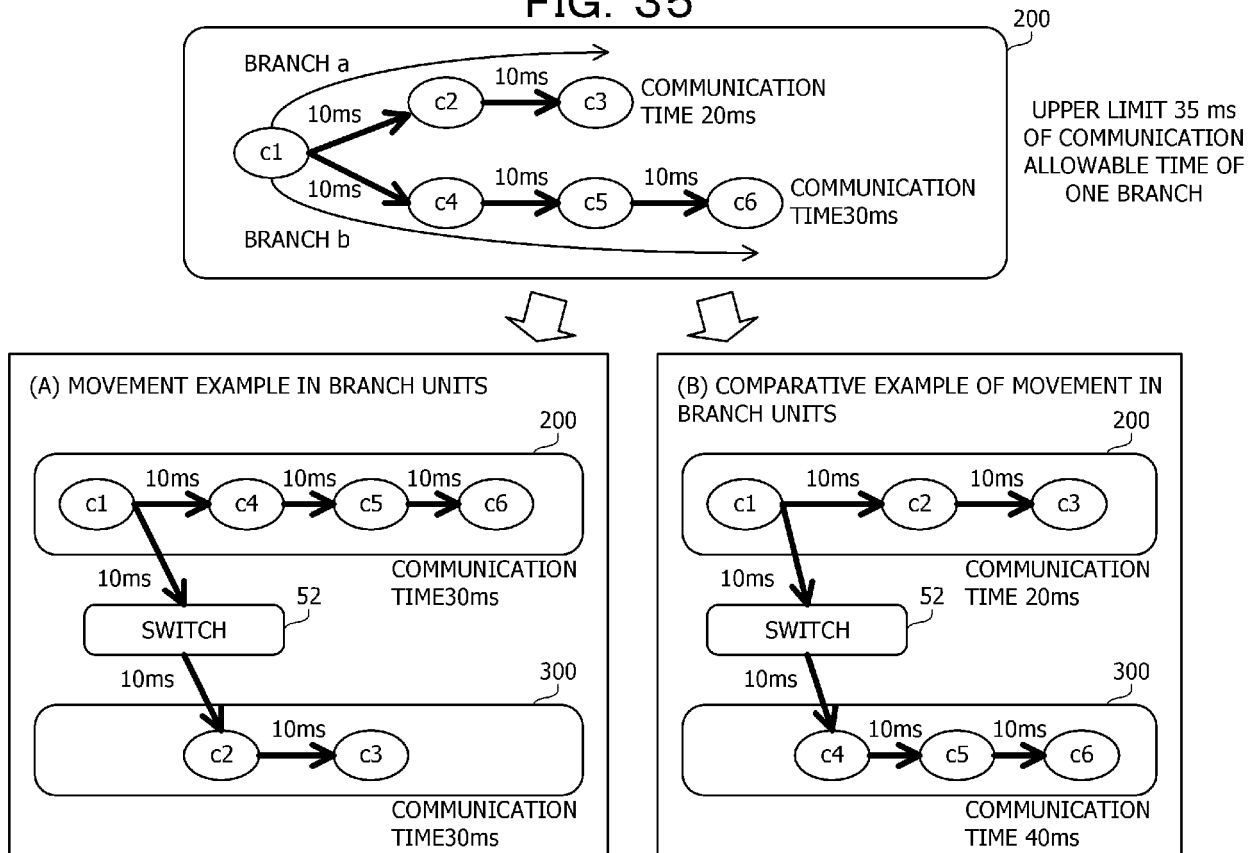 FIG. 35
200
BRANCH a
10ms
c2
10ms
c3
COMMUNICATION
TIME 20ms
c1
10ms
c4
10ms
c5
10ms
c6
COMMUNICATION
TIME30ms
BRANCH b
UPPER LIMIT 35 ms
OF COMMUNICATION
ALLOWABLE TIME OF
ONE BRANCH
(A) MOVEMENT EXAMPLE IN BRANCH UNITS
200
c1
10ms
c4
10ms
c5
10ms
c6
COMMUNICATION
TIME30ms
10ms
SWITCH
52
10ms
300
c2
10ms
c3
COMMUNICATION
TIME30ms
(B) COMPARATIVE EXAMPLE OF MOVEMENT IN
BRANCH UNITS
200
c1
10ms
c2
10ms
c3
COMMUNICATION
TIME 20ms
10ms
SWITCH
52
10ms
300
c4
10ms
c5
10ms
c6
COMMUNICATION
TIME 40ms